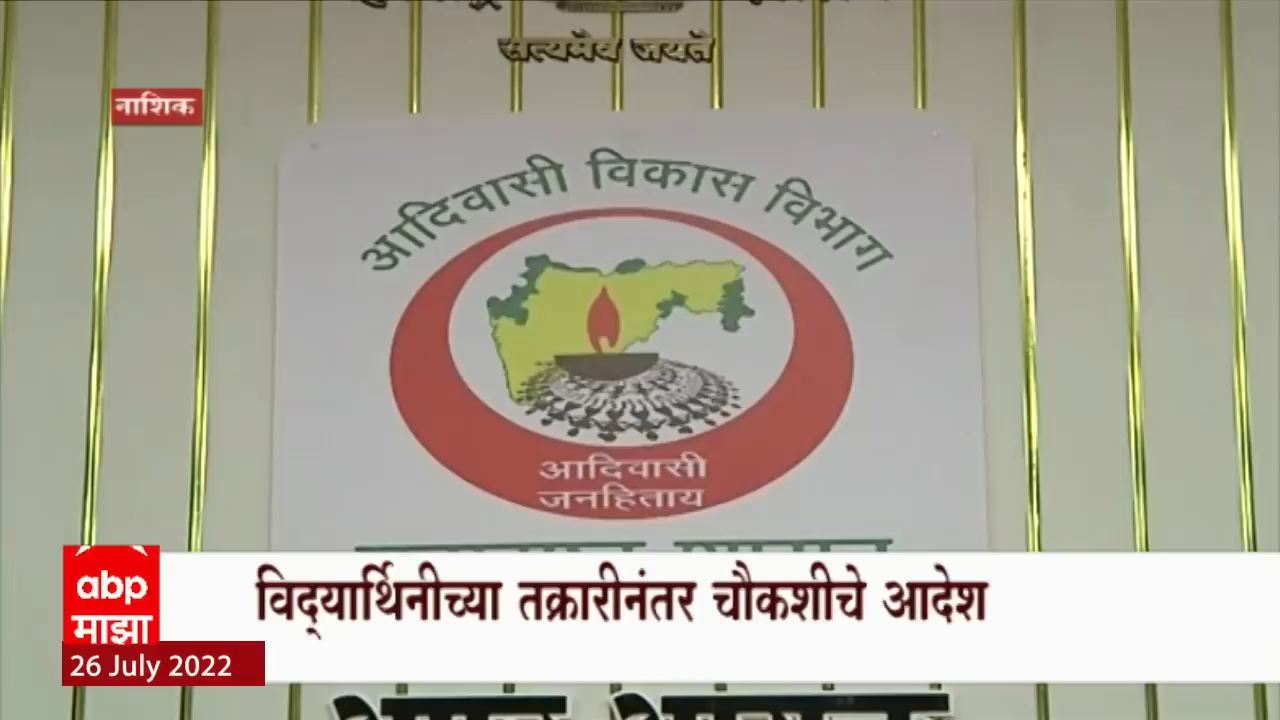 सत्यमेव जयते
नाशिक
आदिवासी विकास विभाग
आदिवासी
जनहिताय
abp
माझा
विद्यार्थिनीच्या तक्रारीनंतर चौकशीचे आदेश
26 July 2022